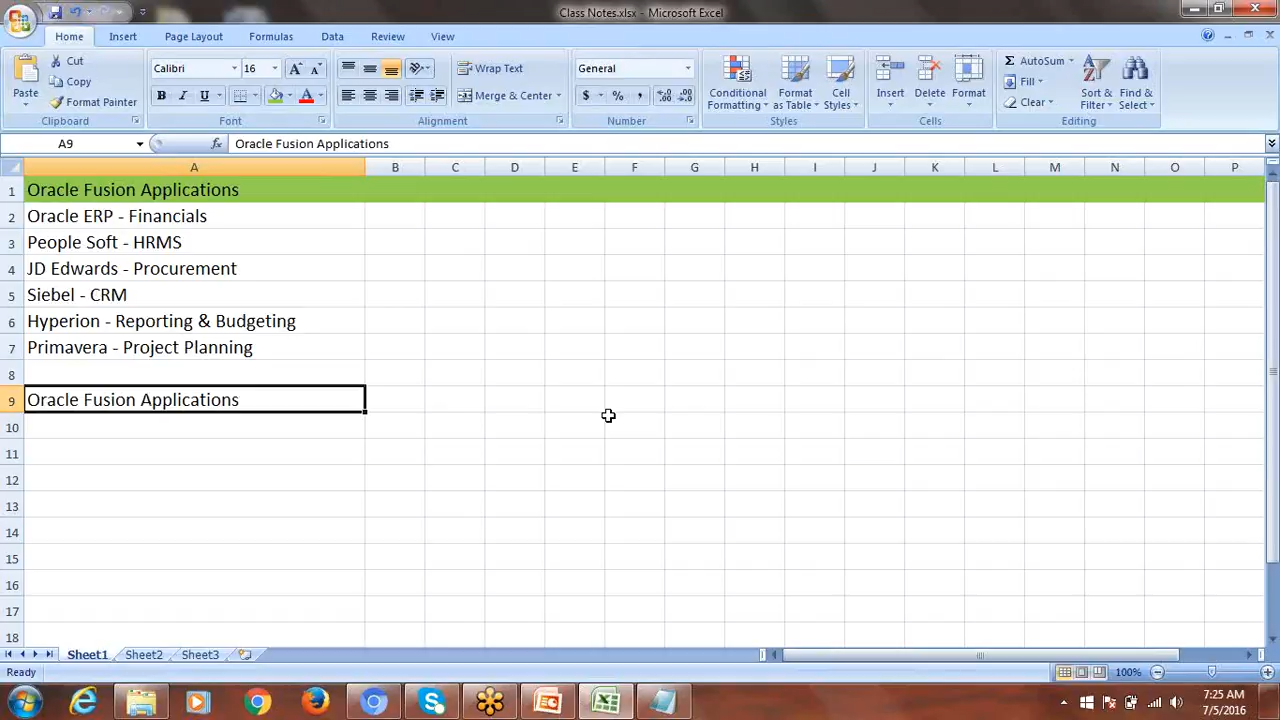 Class Notes.xlsx - Microsoft Excel
Home Insert Page Layout Formulas Data Review View
Cut
Copy
Format Painter
Paste
Clipboard
Calibri 16
Font
Wrap Text
Merge & Center
Alignment
General
$ % ,
Number
Conditional Formatting
Format as Table
Cell Styles
Styles
Insert Delete Format
Cells
AutoSum
Fill
Clear
Sort & Filter
Find & Select
Editing
A9 fx Oracle Fusion Applications
A B C D E F G H I J K L M N O P
1 Oracle Fusion Applications
2 Oracle ERP - Financials
3 People Soft - HRMS
4 JD Edwards - Procurement
5 Siebel - CRM
6 Hyperion - Reporting & Budgeting
7 Primavera - Project Planning
8
9 Oracle Fusion Applications
10
11
12
13
14
15
16
17
18
Sheet1 Sheet2 Sheet3
Ready 100%
7:25 AM
7/5/2016